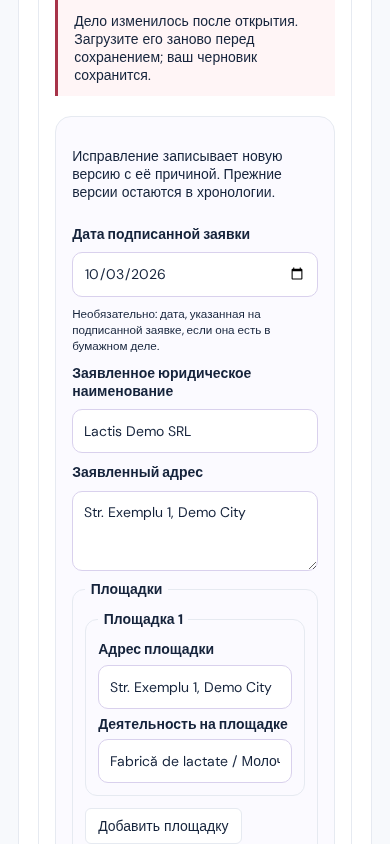 Дело изменилось после открытия.
Загрузите его заново перед
сохранением; ваш черновик
сохранится.
Исправление записывает новую
версию с её причиной. Прежние
версии остаются в хронологии.
Дата подписанной заявки
10/03/2026
Необязательно: дата, указанная на
подписанной заявке, если она есть в
бумажном деле.
Заявленное юридическое
наименование
Lactis Demo SRL
Заявленный адрес
Str. Exemplu 1, Demo City
Площадки
Площадка 1
Адрес площадки
Str. Exemplu 1, Demo City
Деятельность на площадке
Fabrică de lactate /
Добавить площадку